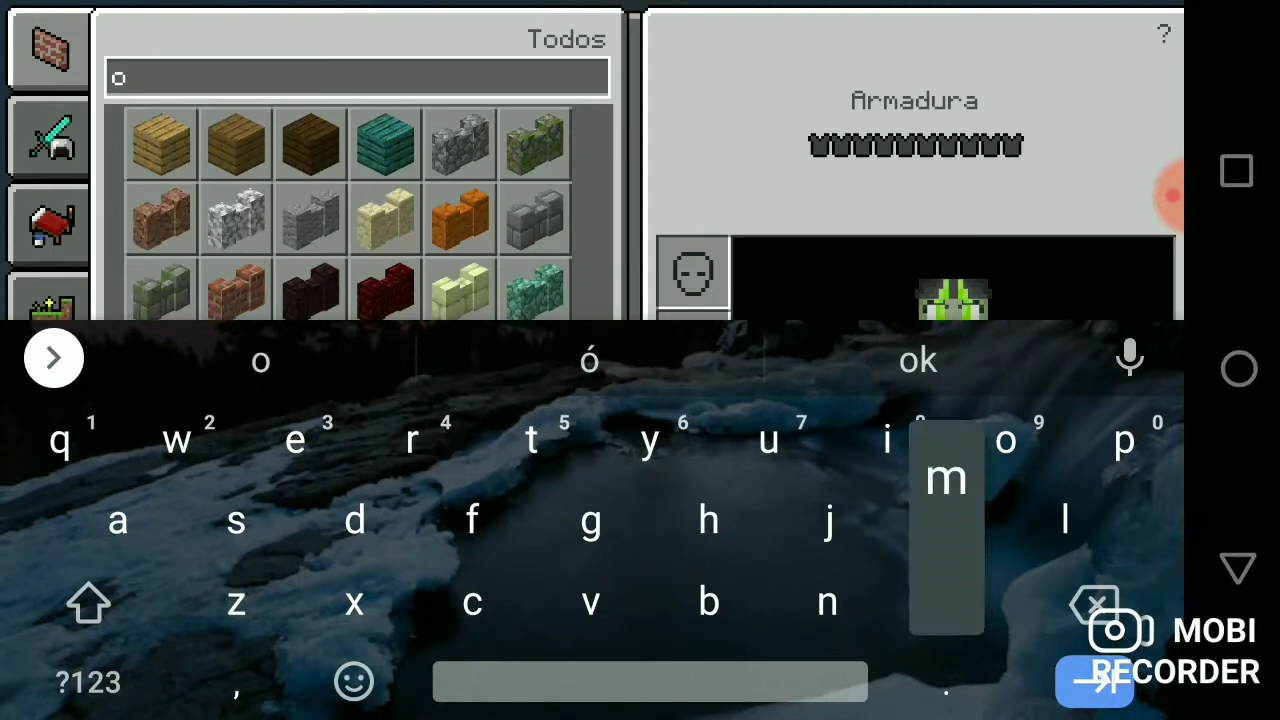 Todos
?
o
Armadura
o ó ok
1 2 3 4 5 6 7 9 0
q w e r t y u i o p
m
a s d f g h j l
z x c v b n
?123 , .
MOBI
RECORDER